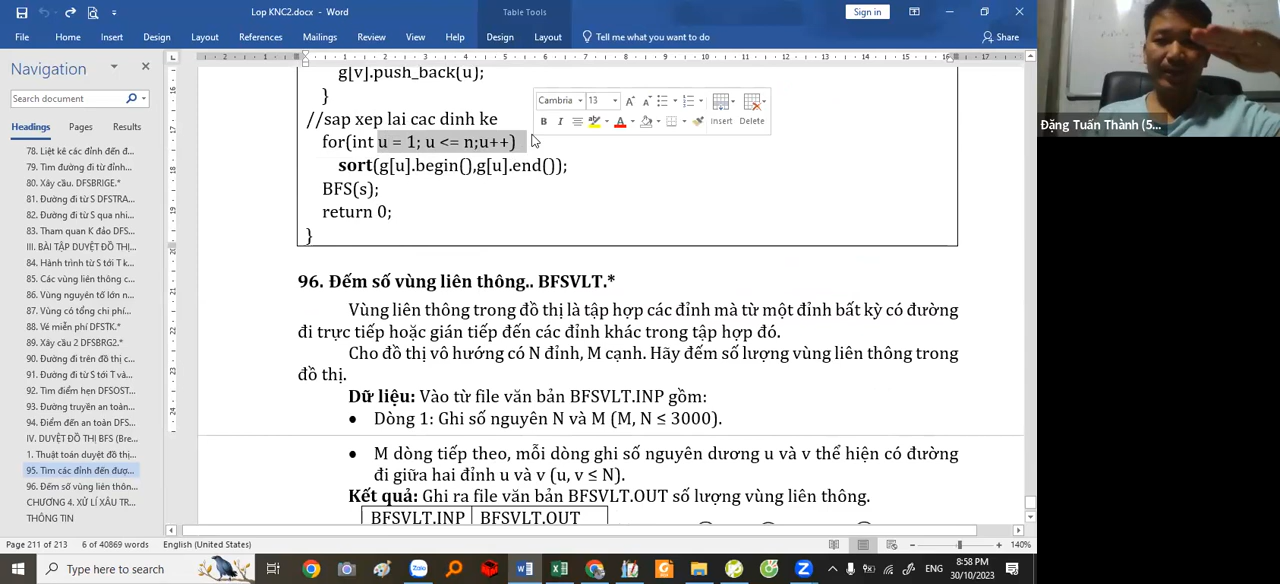 Lop KNC2.docx - Word
Table Tools
Sign in
File Home Insert Design Layout References Mailings Review View Help Design Layout Tell me what you want to do Share
Navigation
Search document
Headings Pages Results
78. Liệt kê các đỉnh đến đ...
79. Tìm đường đi từ đỉnh...
80. Xây cầu. DFSBRIGE.*
81. Đường đi từ S DFSTRA...
82. Đường đi từ S qua nhi...
83. Tham quan K đảo DFSG...
III. BÀI TẬP DUYỆT ĐỒ TH...
84. Hành trình từ S tới T k...
85. Các vùng liên thông c...
86. Vùng nguyên tố lớn n...
87. Vùng có tổng chi phí...
88. Vé miễn phí DFSTK.*
89. Xây cầu 2 DFSBRG2.*
90. Đường đi trên đồ thị c...
91. Đường đi từ S tới T và...
92. Tìm điểm hẹn DFSOST...
93. Đường truyền an toàn...
94. Điểm đến an toàn DFS...
IV. DUYỆT ĐỒ THỊ BFS (Bre...
1. Thuật toán duyệt đồ thị...
95. Tìm các đỉnh đến đượ...
96. Đếm số vùng liên thôn...
CHƯƠNG 4. XỬ LÍ XÂU TR...
THÔNG TIN
g[v].push_back(u);
}
//sap xep lai cac dinh ke
for(int u = 1; u <= n;u++)
sort(g[u].begin(),g[u].end());
BFS(s);
return 0;
}
Cambria 13
Insert Delete
96. Đếm số vùng liên thông.. BFSVLT.*
Vùng liên thông trong đồ thị là tập hợp các đỉnh mà từ một đỉnh bất kỳ có đường
đi trực tiếp hoặc gián tiếp đến các đỉnh khác trong tập hợp đó.
Cho đồ thị vô hướng có N đỉnh, M cạnh. Hãy đếm số lượng vùng liên thông trong
đồ thị.
Dữ liệu: Vào từ file văn bản BFSVLT.INP gồm:
• Dòng 1: Ghi số nguyên N và M (M, N ≤ 3000).
• M dòng tiếp theo, mỗi dòng ghi số nguyên dương u và v thể hiện có đường
đi giữa hai đỉnh u và v (u, v ≤ N).
Kết quả: Ghi ra file văn bản BFSVLT.OUT số lượng vùng liên thông.
BFSVLT.INP BFSVLT.OUT
Page 211 of 213 6 of 40869 words English (United States) 140%
Type here to search
ENG
8:58 PM
30/10/2023
Đặng Tuấn Thành (5...